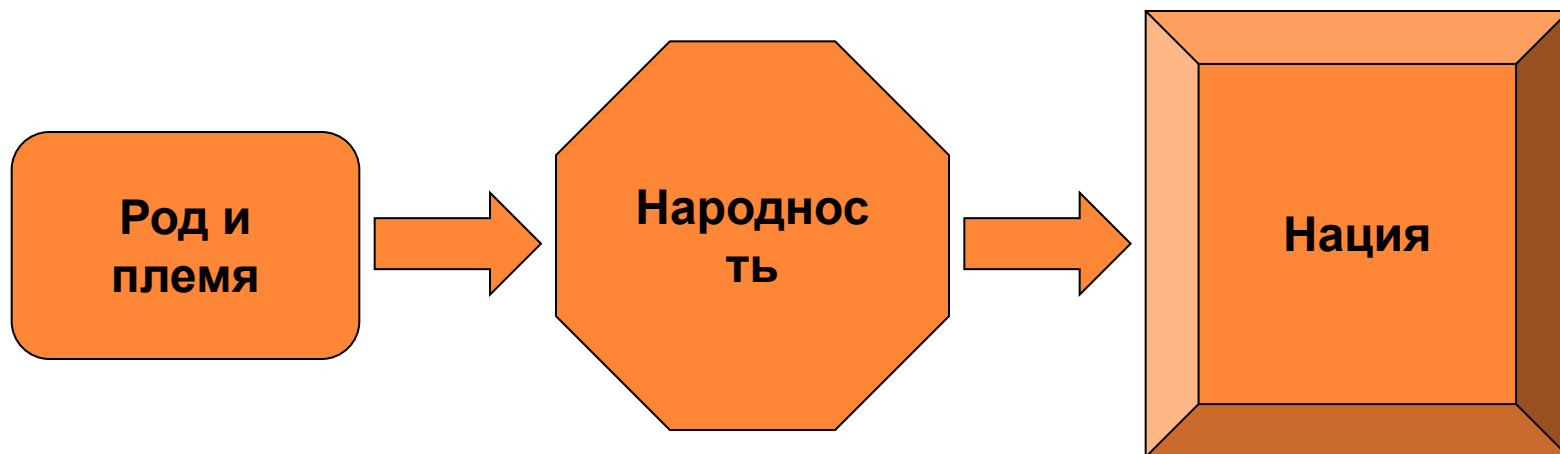 Род и
племя
Народнос
ть
Нация